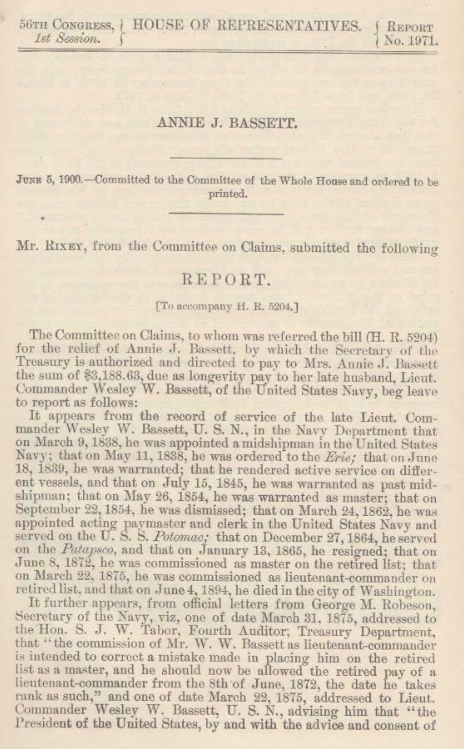 56TH CONGRESS, HOUSE OF REPRESENTATIVES. REPORT
1st Session. No. 1971.
ANNIE J. BASSETT.
JUNE 5, 1900.—Committed to the Committee of the Whole House and ordered to be
printed.
Mr. RIXEY, from the Committee on Claims, submitted the following
REPORT.
[To accompany H. R. 5204.]
The Committee on Claims, to whom was referred the bill (H. R. 5204)
for the relief of Annie J. Bassett, by which the Secretary of the
Treasury is authorized and directed to pay to Mrs. Annie J. Bassett
the sum of $3,188.63, due as longevity pay to her late husband, Lieut.
Commander Wesley W. Bassett, of the United States Navy, beg leave
to report as follows:
It appears from the record of service of the late Lieut. Com-
mander Wesley W. Bassett, U. S. N., in the Navy Department that
on March 9, 1838, he was appointed a midshipman in the United States
Navy; that on May 11, 1838, he was ordered to the Erie; that on June
18, 1839, he was warranted; that he rendered active service on differ-
ent vessels, and that on July 15, 1845, he was warranted as past mid-
shipman; that on May 26, 1854, he was warranted as master; that on
September 22, 1854, he was dismissed; that on March 24, 1862, he was
appointed acting paymaster and clerk in the United States Navy and
served on the U. S. S. Potomac; that on December 27, 1864, he served
on the Patapsco, and that on January 13, 1865, he resigned; that on
June 8, 1872, he was commissioned as master on the retired list; that
on March 22, 1875, he was commissioned as lieutenant-commander on
retired list, and that on June 4, 1894, he died in the city of Washington.
It further appears, from official letters from George M. Robeson,
Secretary of the Navy, viz, one of date March 31, 1875, addressed to
the Hon. S. J. W. Tabor, Fourth Auditor, Treasury Department,
that "the commission of Mr. W. W. Bassett as lieutenant-commander
is intended to correct a mistake made in placing him on the retired
list as a master, and he should now be allowed the retired pay of a
lieutenant-commander from the 8th of June, 1872, the date he takes
rank as such," and one of date March 22, 1875, addressed to Lieut.
Commander Wesley W. Bassett, U. S. N., advising him that "the
President of the United States, by and with the advice and consent of